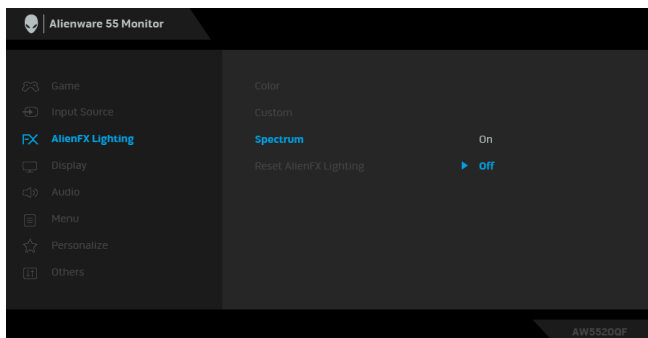 Alienware 55 Monitor
Game
Input Source
AlienFX Lighting
Display
Audio
Menu
Personalize
Others
Color
Custom
Spectrum
Reset AlienFX Lighting
On
Off
AW5520QF